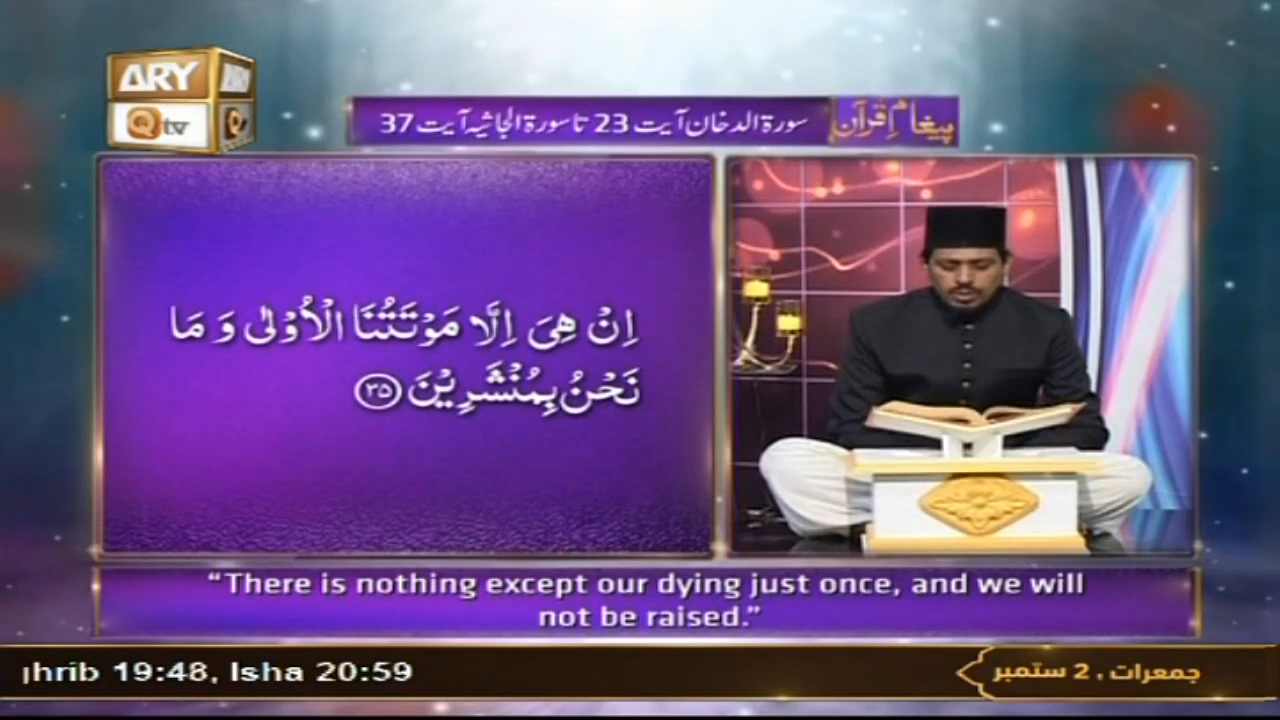 ARY
Qtv
پیغام قرآن
سورۃ الدخان آیت 23 تا سورۃ الجاثیہ آیت 37
اِنْ هِیَ اِلَّا مَوْتَتُنَا الْاُوْلٰی وَ مَا
نَحْنُ بِمُنْشَرِیْنَ ﴿۳۵﴾
“There is nothing except our dying just once, and we will
not be raised.”
hrib 19:48, Isha 20:59
جمعرات , 2 ستمبر